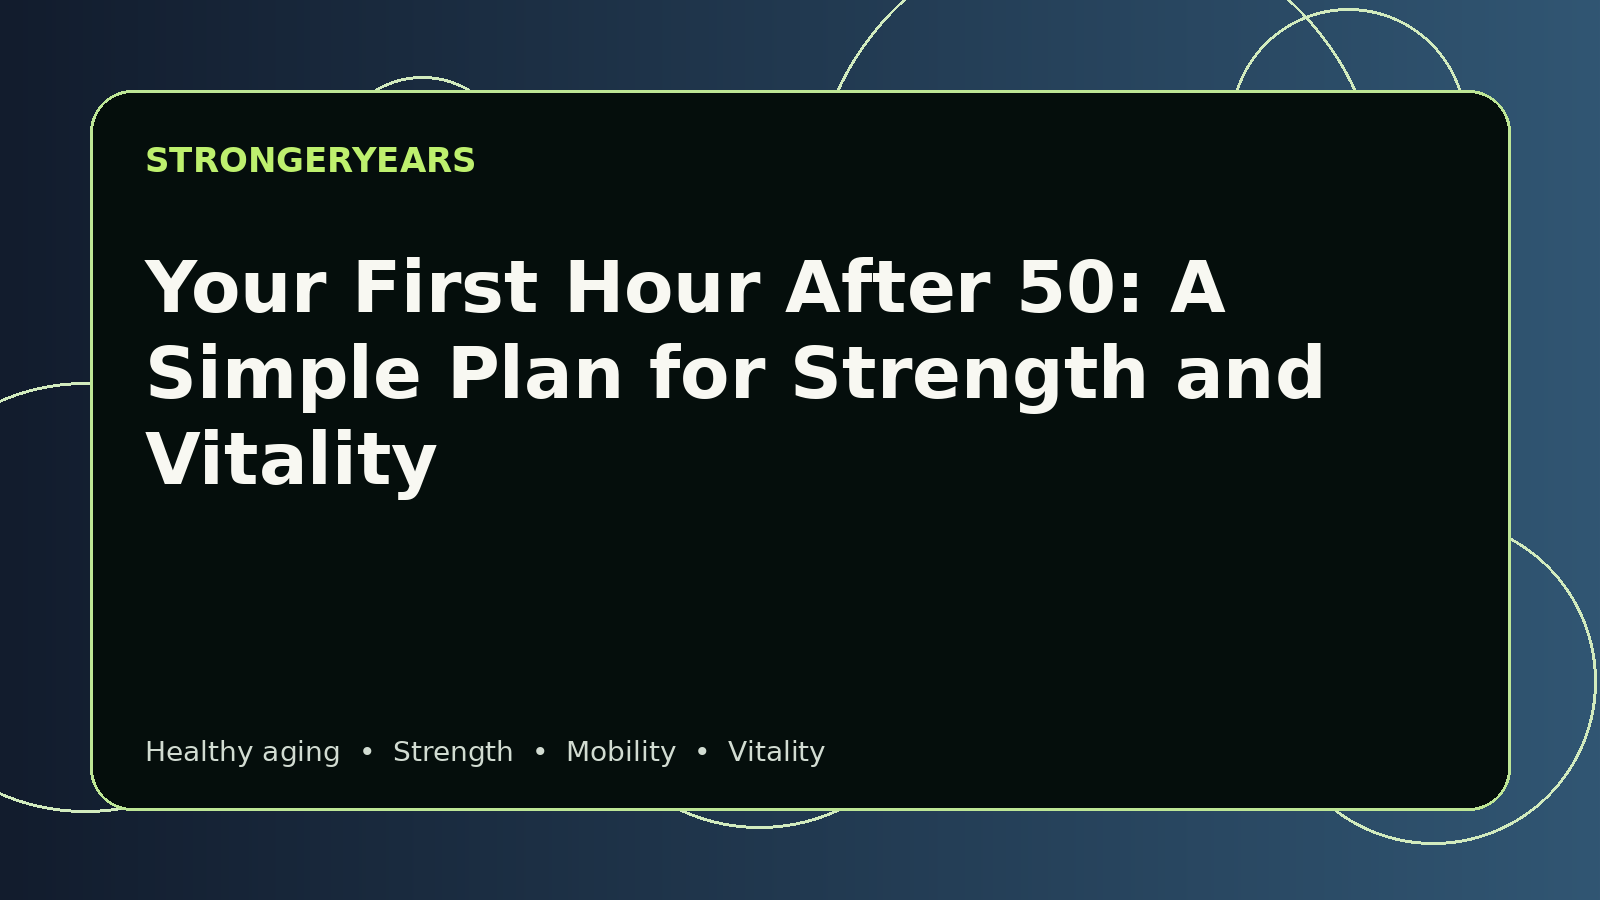 STRONGERYEARS
Your First Hour After 50: A
Simple Plan for Strength and
Vitality
Healthy aging • Strength • Mobility • Vitality